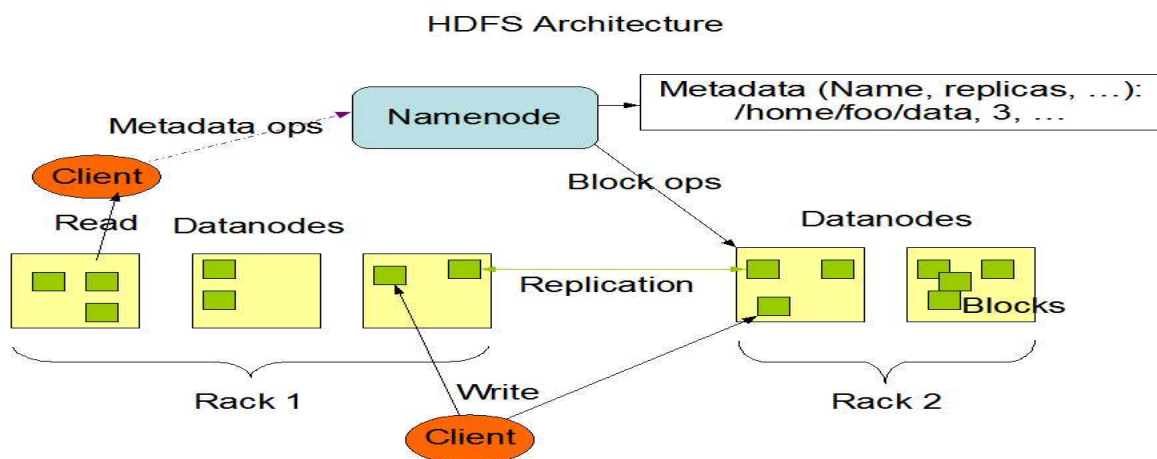 HDFS Architecture
Metadata (Name, replicas, …):
/home/foo/data, 3, …
Namenode
Metadata ops
Client
Block ops
Read
Datanodes
Datanodes
Replication
Blocks
Rack 1
Write
Rack 2
Client